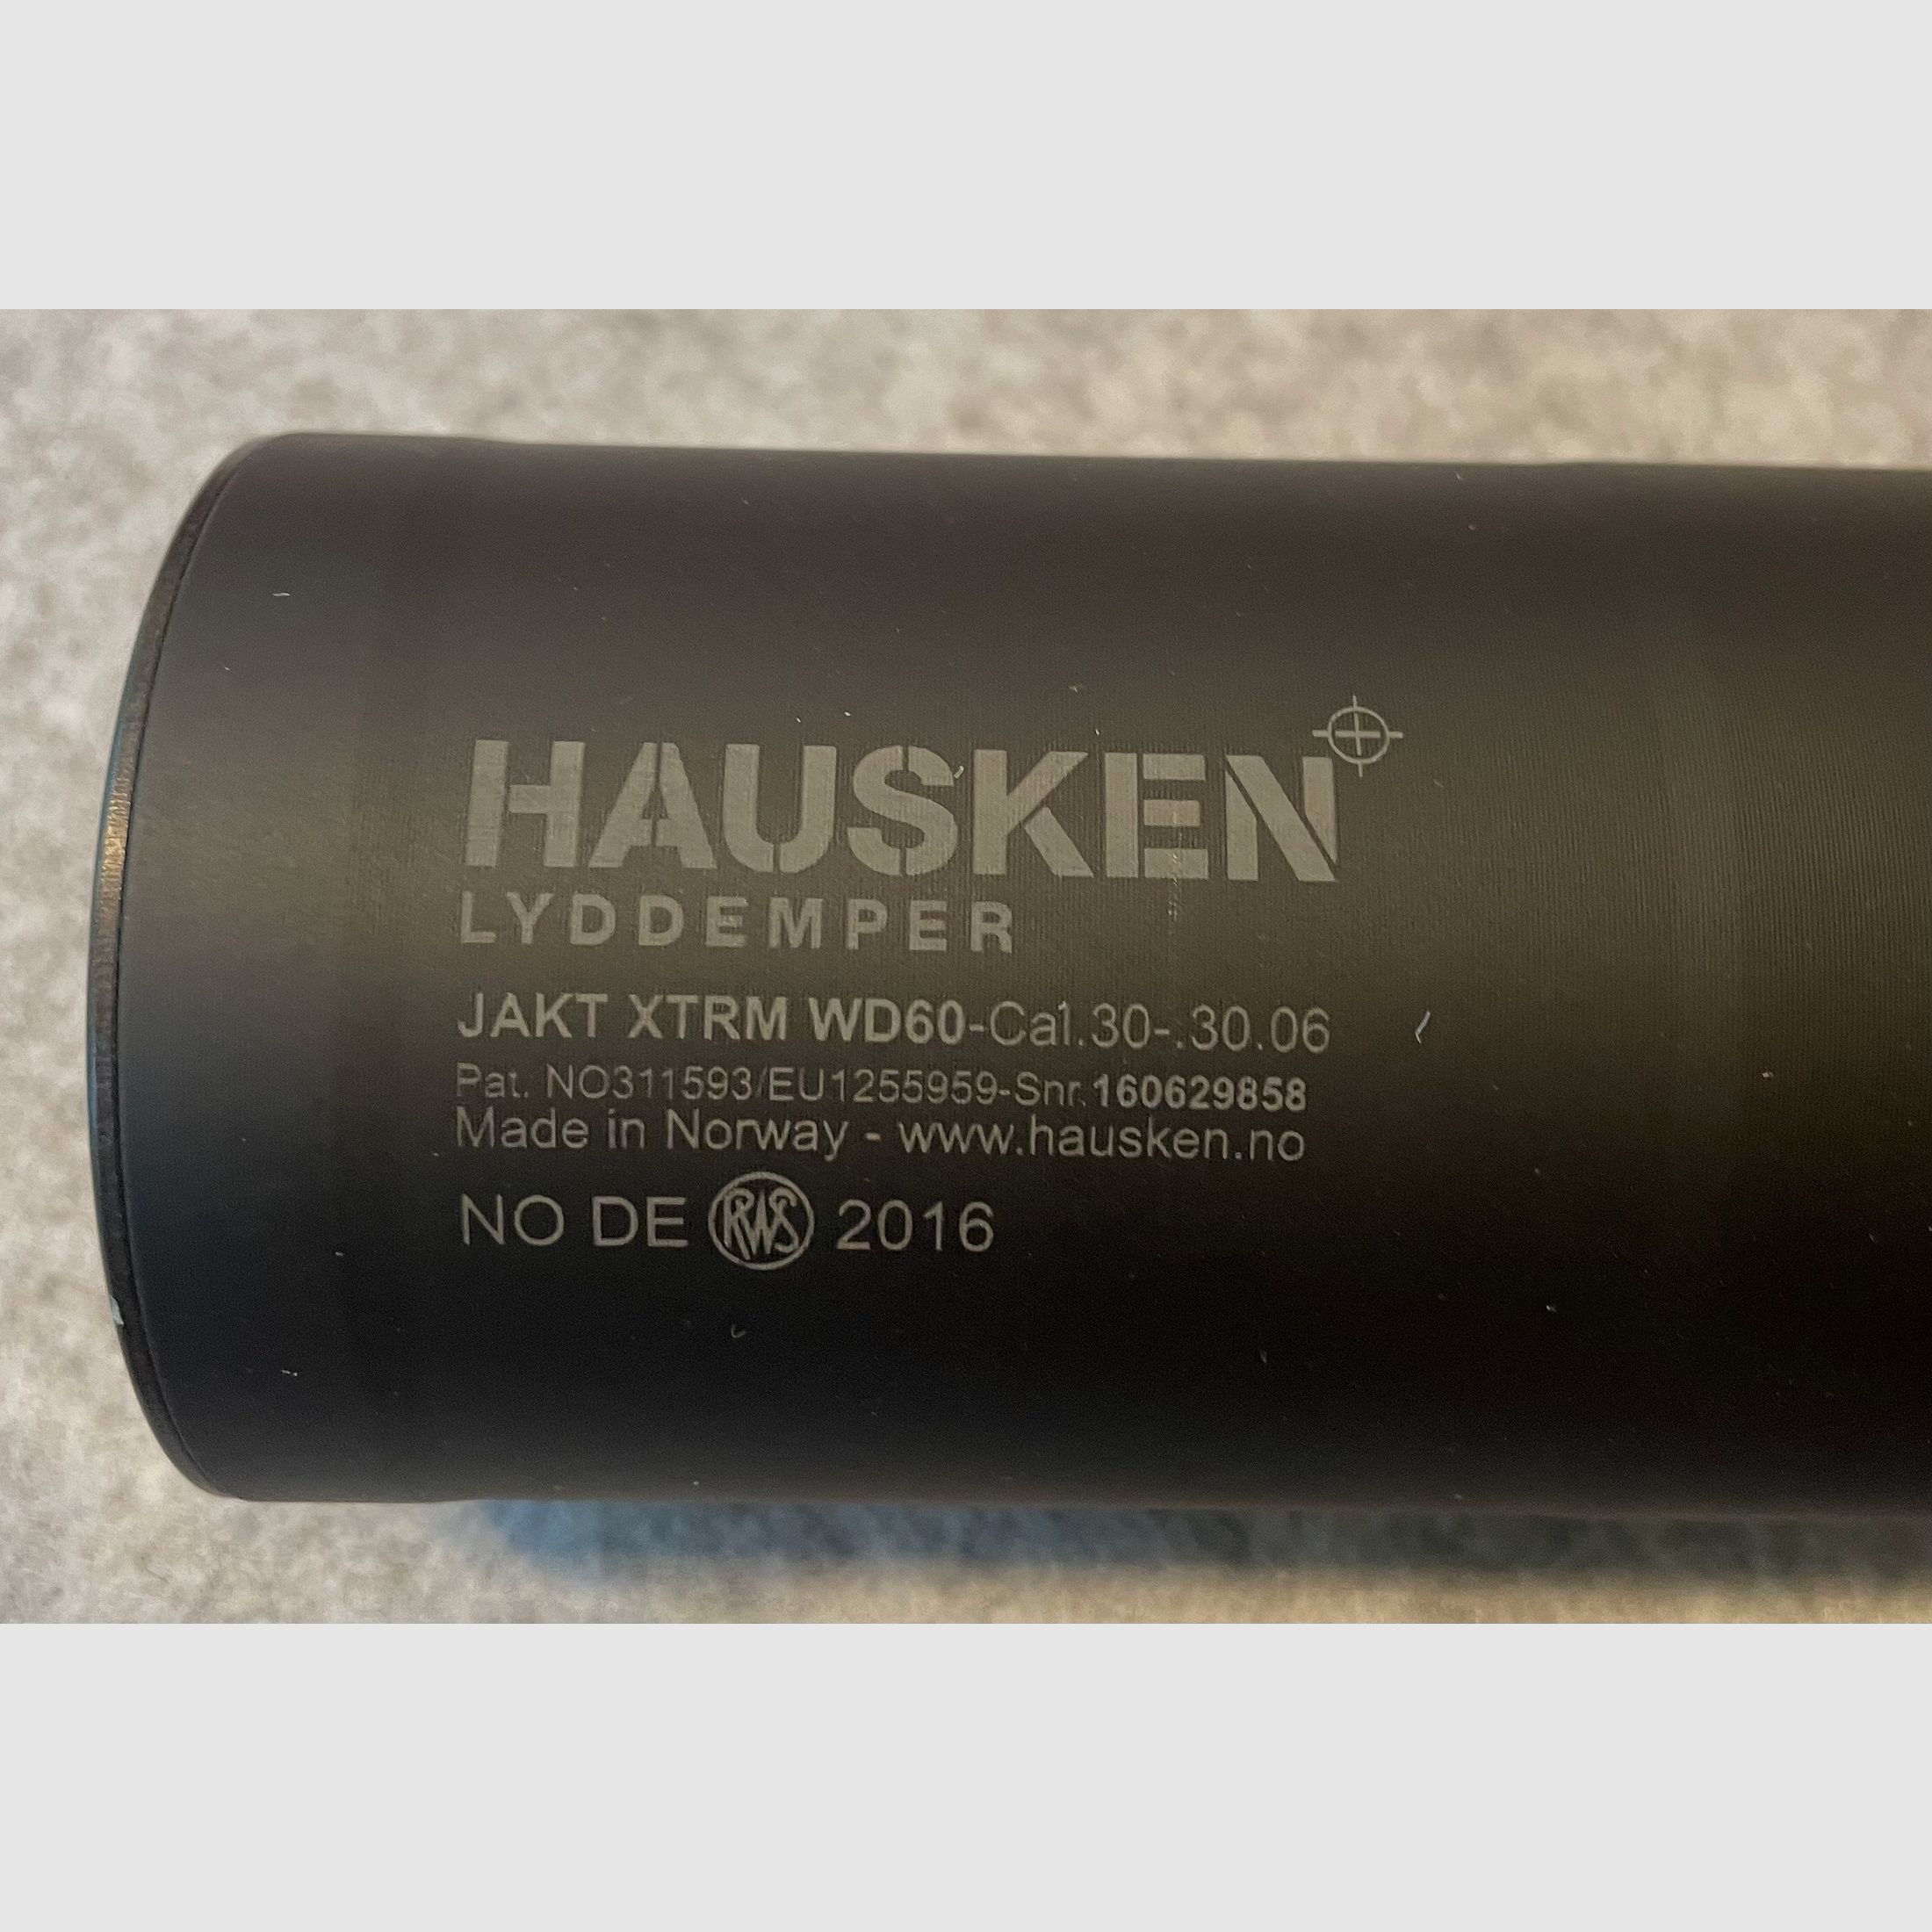 HAUSKEN
LYDDEMPER
JAKT XTRM WD60-Cal.30-.30.06
Pat. NO311593/EU1255959-Snr.160629858
Made in Norway - www.hausken.no
NO DE RWS 2016